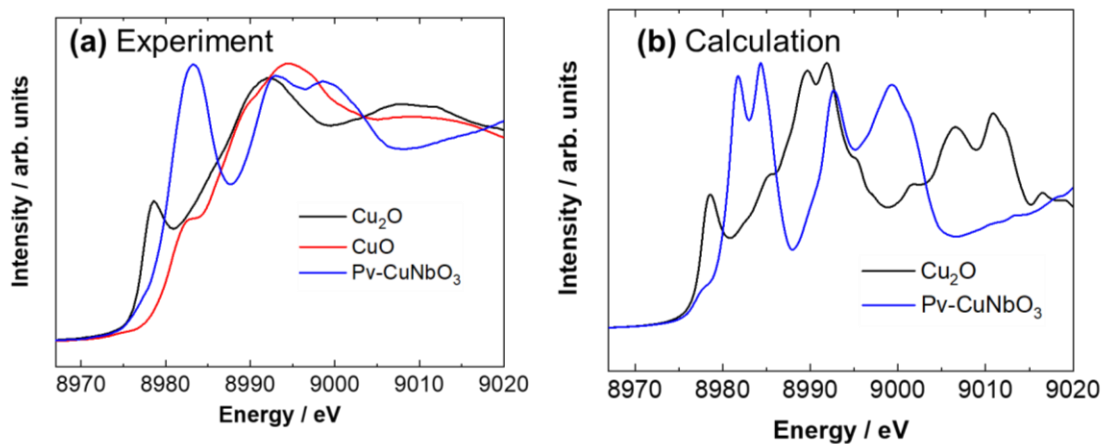 (a) Experiment
Intensity / arb. units
Cu₂O
CuO
Pv-CuNbO₃
8970 8980 8990 9000 9010 9020
Energy / eV
(b) Calculation
Intensity / arb. units
Cu₂O
Pv-CuNbO₃
8970 8980 8990 9000 9010 9020
Energy / eV